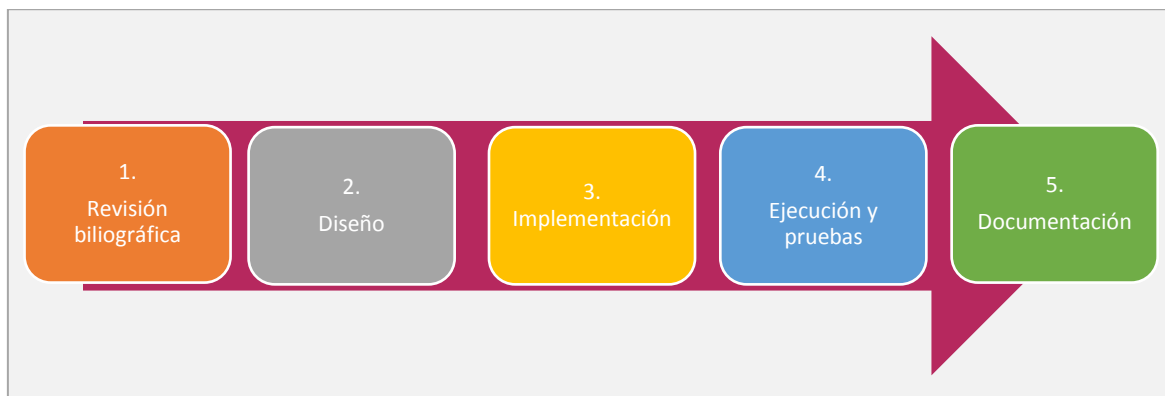 1.
Revisión
biliográfica
2.
Diseño
3.
Implementación
4.
Ejecución y
pruebas
5.
Documentación